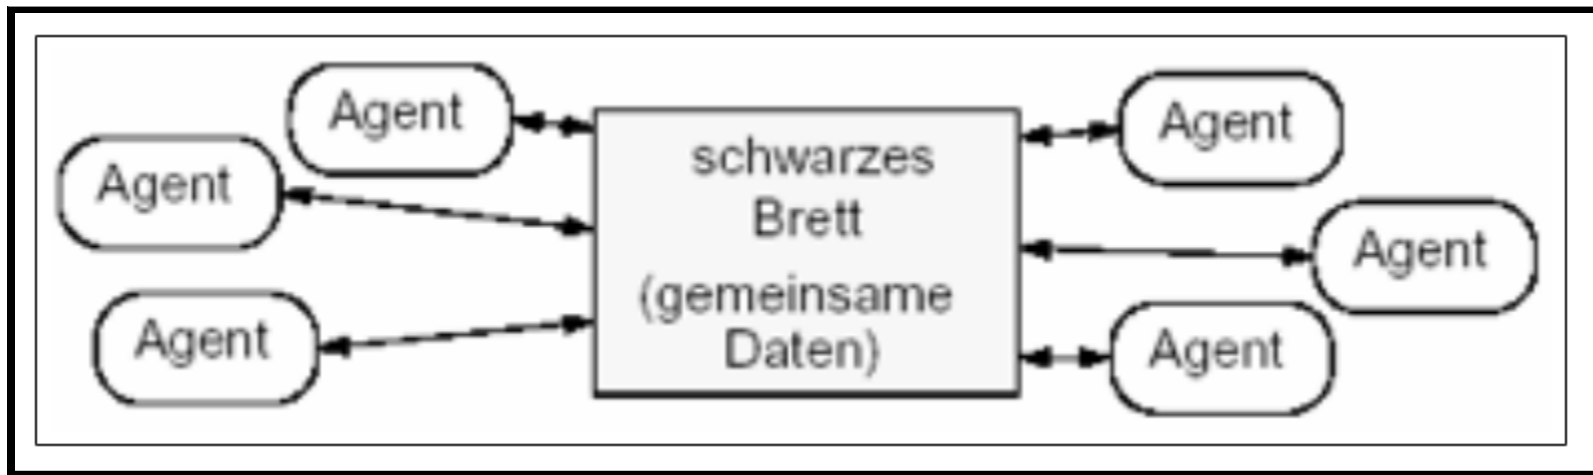 Agent
Agent
Agent
schwarzes
Brett
(gemeinsame
Daten)
Agent
Agent
Agent